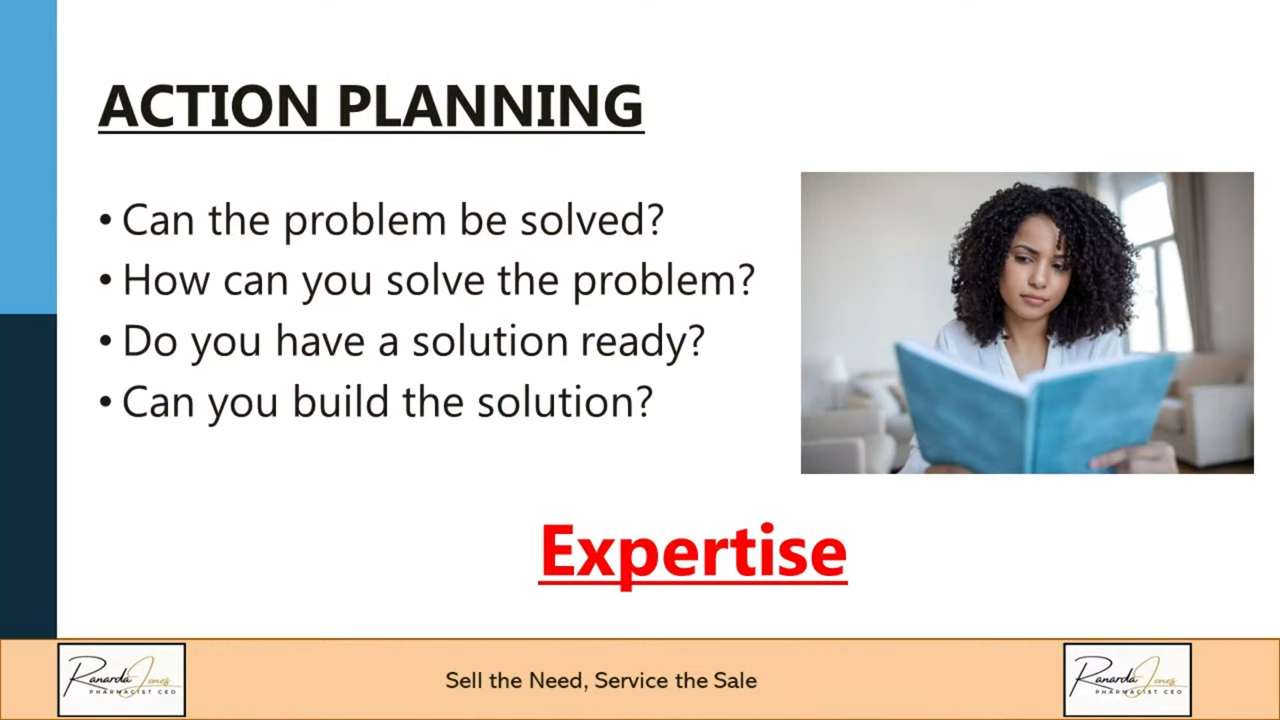 ACTION PLANNING
• Can the problem be solved?
• How can you solve the problem?
• Do you have a solution ready?
• Can you build the solution?
Expertise
Ranarda Jones
PHARMACIST CEO
Sell the Need, Service the Sale
Ranarda Jones
PHARMACIST CEO